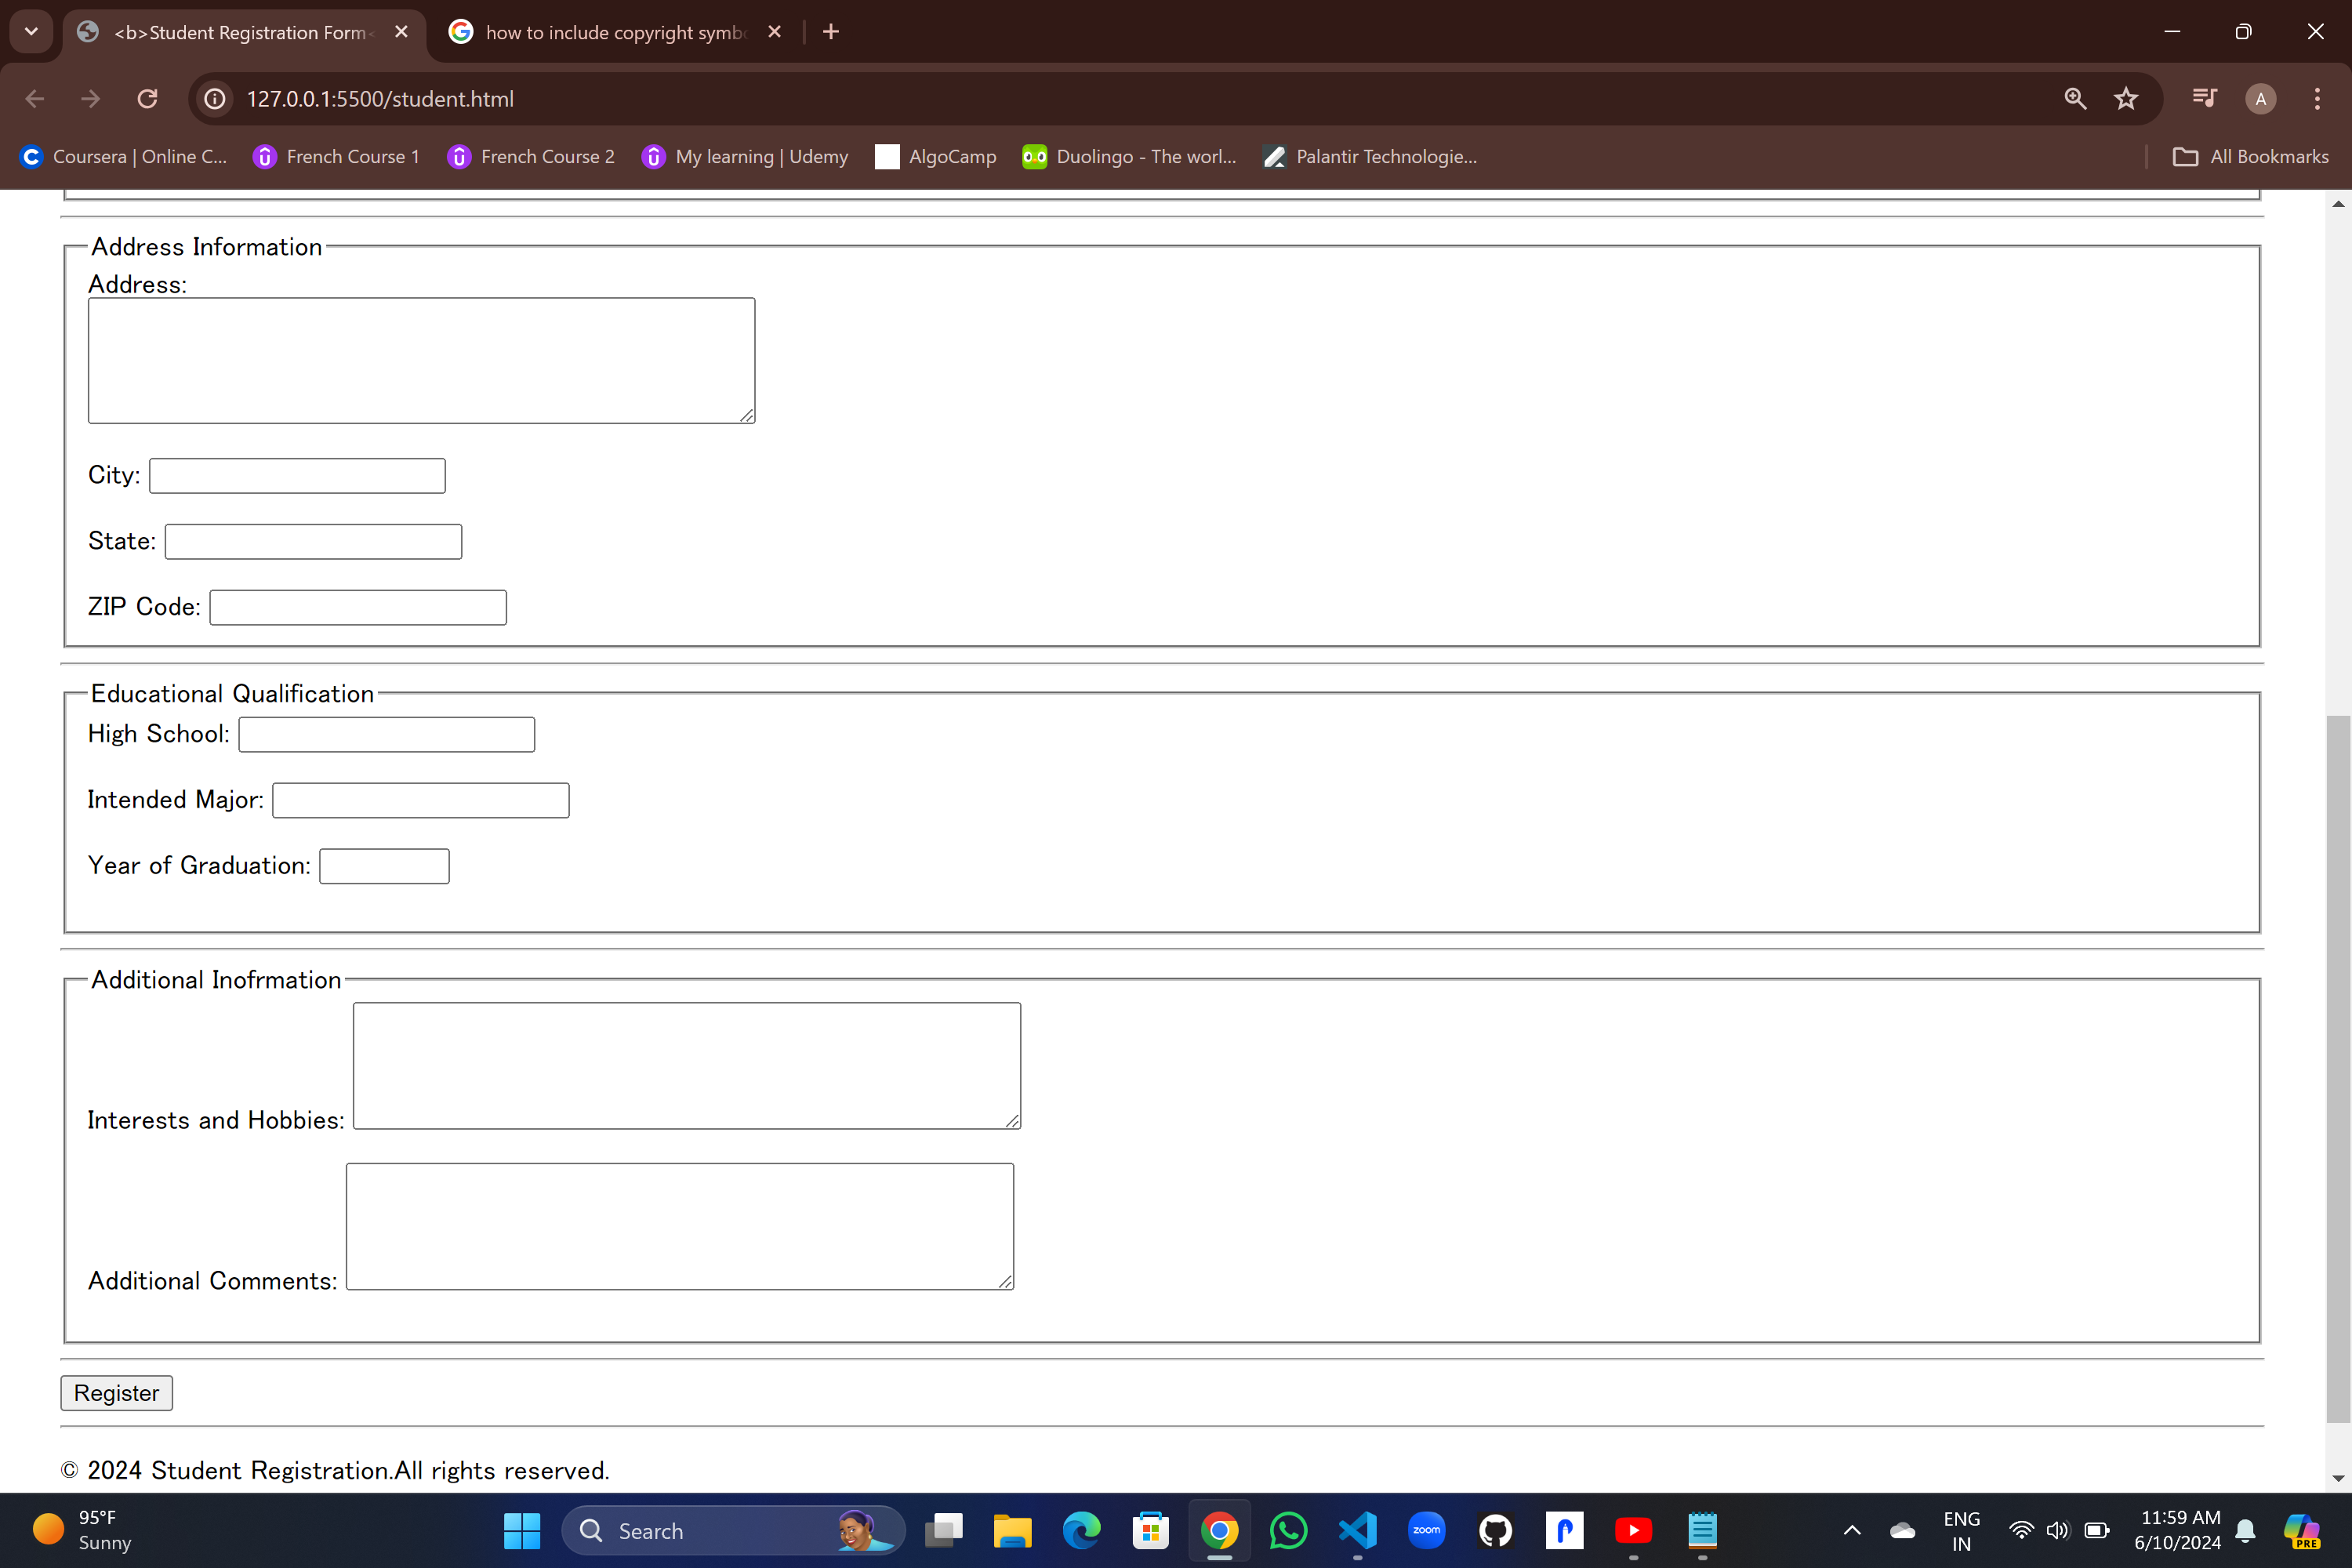 <b>Student Registration Form<
how to include copyright symb
127.0.0.1:5500/student.html
A
Coursera | Online C...
French Course 1
French Course 2
My learning | Udemy
AlgoCamp
Duolingo - The worl...
Palantir Technologie...
All Bookmarks
Address Information
Address:
City:
State:
ZIP Code:
Educational Qualification
High School:
Intended Major:
Year of Graduation:
Additional Inofrmation
Interests and Hobbies:
Additional Comments:
Register
© 2024 Student Registration.All rights reserved.
95°F
Sunny
Search
zoom
ENG
IN
11:59 AM
6/10/2024
PRE